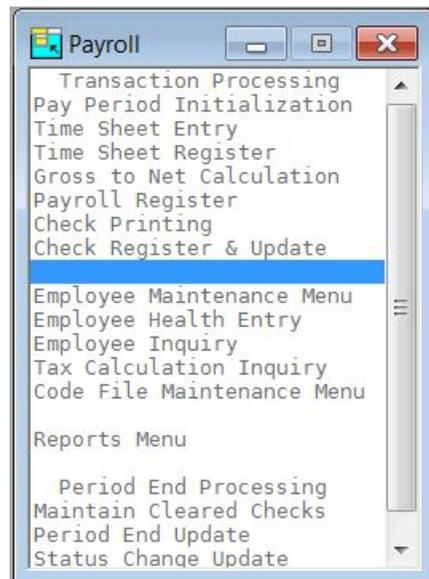 Payroll
Transaction Processing
Pay Period Initialization
Time Sheet Entry
Time Sheet Register
Gross to Net Calculation
Payroll Register
Check Printing
Check Register & Update
Employee Maintenance Menu
Employee Health Entry
Employee Inquiry
Tax Calculation Inquiry
Code File Maintenance Menu
Reports Menu
Period End Processing
Maintain Cleared Checks
Period End Update
Status Change Update